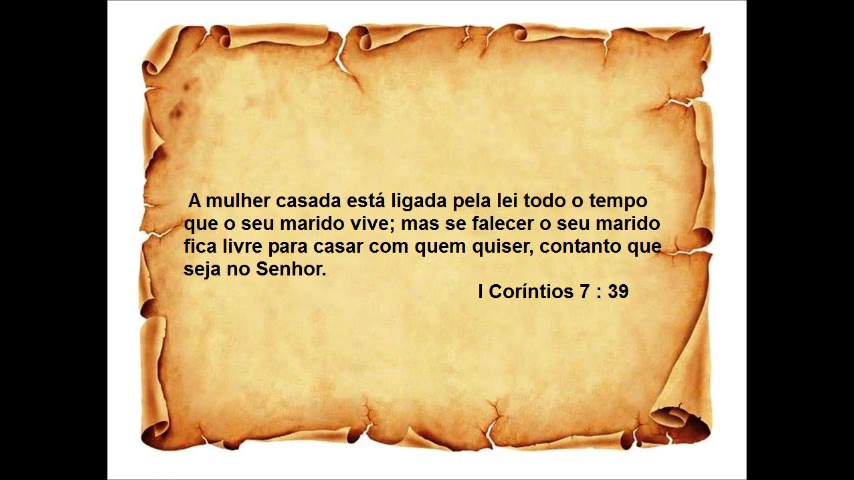 A mulher casada está ligada pela lei todo o tempo
que o seu marido vive; mas se falecer o seu marido
fica livre para casar com quem quiser, contanto que
seja no Senhor.
I Coríntios 7 : 39